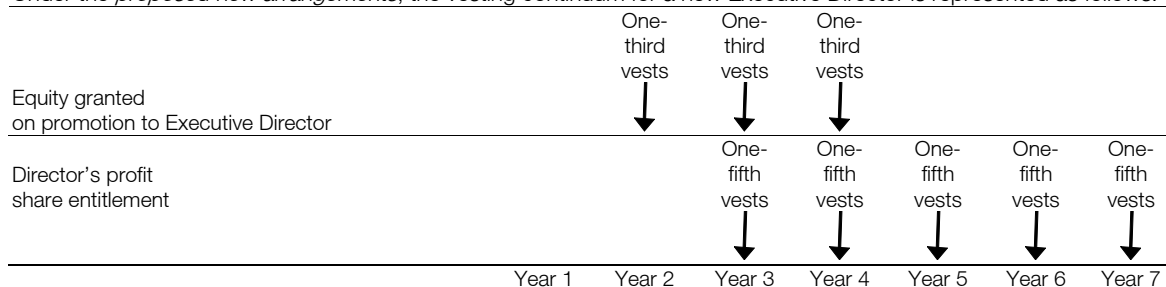 Under the proposed new arrangements, the vesting continuum for a new Executive Director is represented as follows:
One- One- One-
third third third
vests vests vests
Equity granted
on promotion to Executive Director
One- One- One- One- One-
Director's profit fifth fifth fifth fifth fifth
share entitlement vests vests vests vests vests
Year 1 Year 2 Year 3 Year 4 Year 5 Year 6 Year 7